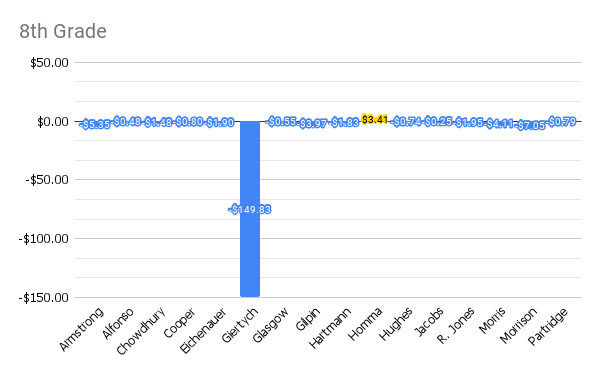 8th Grade
$50.00
$0.00
-$50.00
-$100.00
-$150.00
-$5.35
-$0.48
-$1.48
-$0.80
-$1.90
-$149.83
-$0.55
-$3.97
-$1.83
$3.41
-$0.74
-$0.25
-$1.95
-$4.11
-$7.05
-$0.79
Armstrong
Alfonso
Chowdhury
Cooper
Eichenauer
Giertych
Glasgow
Gilpin
Hartmann
Homma
Hughes
Jacobs
R. Jones
Morris
Morrison
Partridge